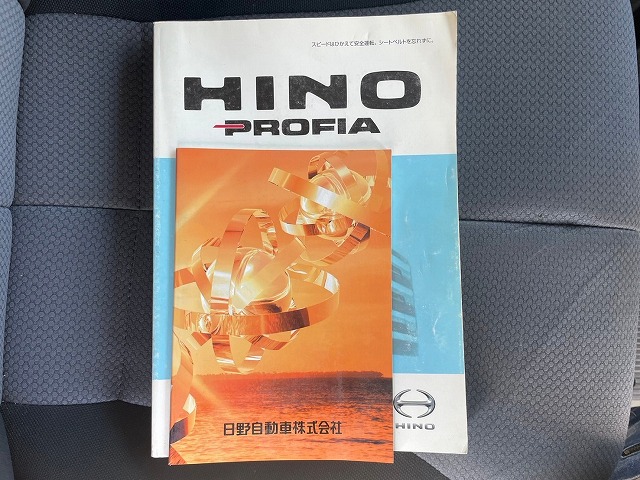 スピードはひかえて安全運転、シートベルトを忘れずに。
HINO
PROFIA
日野自動車株式会社
HINO